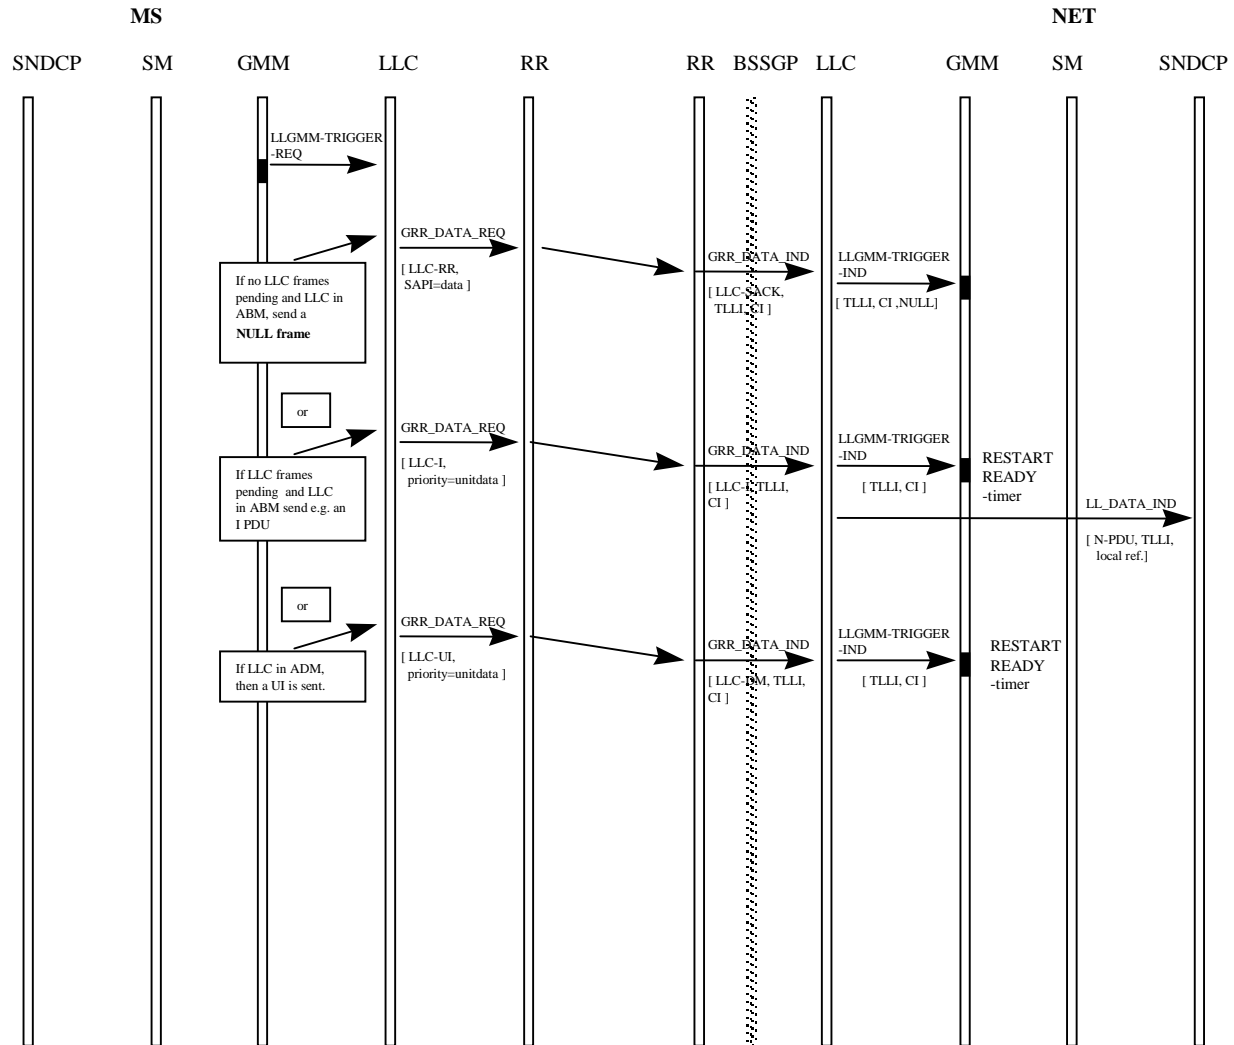 MS NET
SNDCP SM GMM LLC RR RR BSSGP LLC GMM SM SNDCP
LLGMM-TRIGGER
-REQ
GRR_DATA_REQ
[ LLC-RR,
SAPI=data ]
GRR_DATA_IND
[ LLC-SACK,
TLLI, CI ]
LLGMM-TRIGGER
-IND
[ TLLI, CI ,NULL]
If no LLC frames
pending and LLC in
ABM, send a
NULL frame
or
GRR_DATA_REQ
[ LLC-I,
priority=unitdata ]
GRR_DATA_IND
[ LLC-I, TLLI,
CI ]
LLGMM-TRIGGER
-IND
[ TLLI, CI ]
RESTART
READY
-timer
If LLC frames
pending and LLC
in ABM send e.g. an
I PDU
LL_DATA_IND
[ N-PDU, TLLI,
local ref.]
or
GRR_DATA_REQ
[ LLC-UI,
priority=unitdata ]
GRR_DATA_IND
[ LLC-DM, TLLI,
CI ]
LLGMM-TRIGGER
-IND
[ TLLI, CI ]
RESTART
READY
-timer
If LLC in ADM,
then a UI is sent.